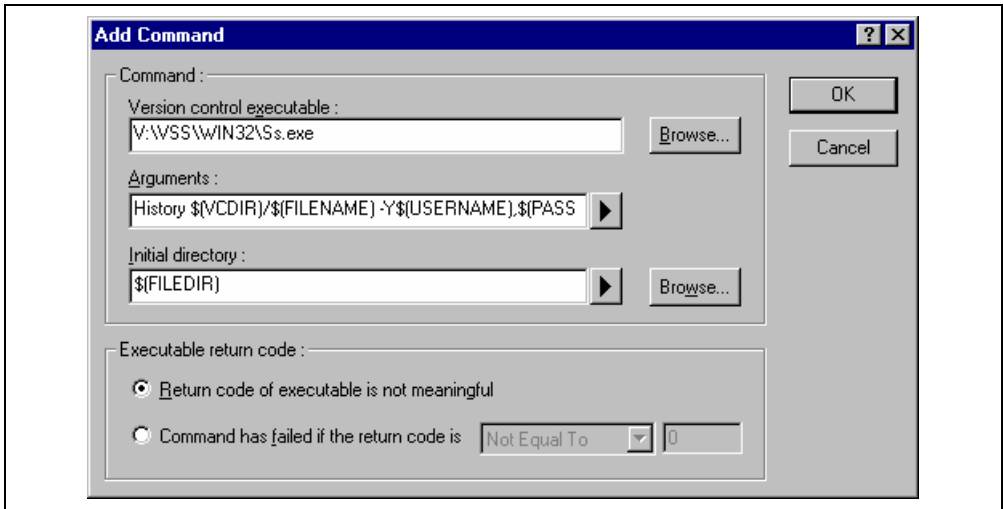 Add Command
Command :
Version control executable :
V:\VSS\WIN32\Ss.exe
Browse...
Arguments :
History $(VCDIR)/$(FILENAME) -Y$(USERNAME),$(PASS
Initial directory :
$(FILEDIR)
Browse...
Executable return code :
Return code of executable is not meaningful
Command has failed if the return code is
Not Equal To
0
OK
Cancel